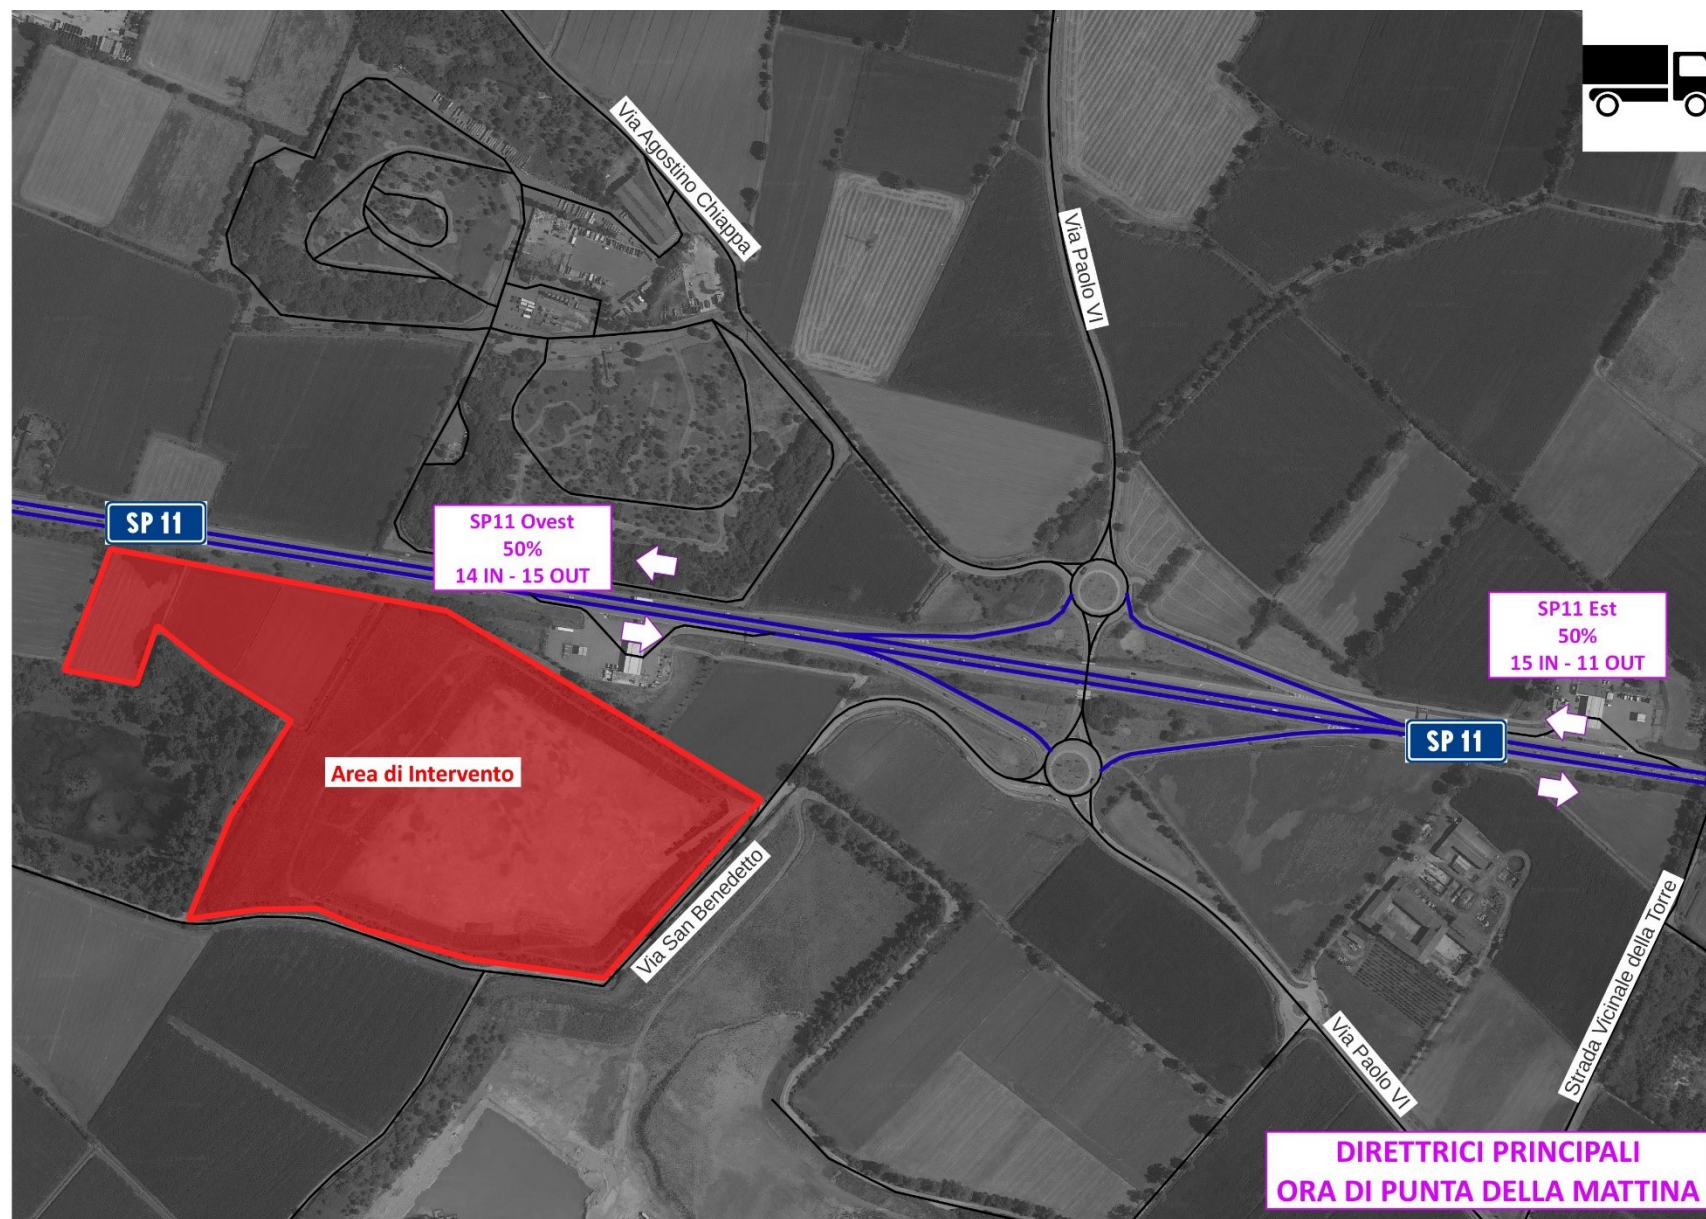 Via Agostino Chiappa
Via Paolo VI
SP 11
SP11 Ovest
50%
14 IN - 15 OUT
SP11 Est
50%
15 IN - 11 OUT
SP 11
Area di Intervento
Via San Benedetto
Strada Vicinale della Torre
Via Paolo VI
DIRETTRICI PRINCIPALI
ORA DI PUNTA DELLA MATTINA